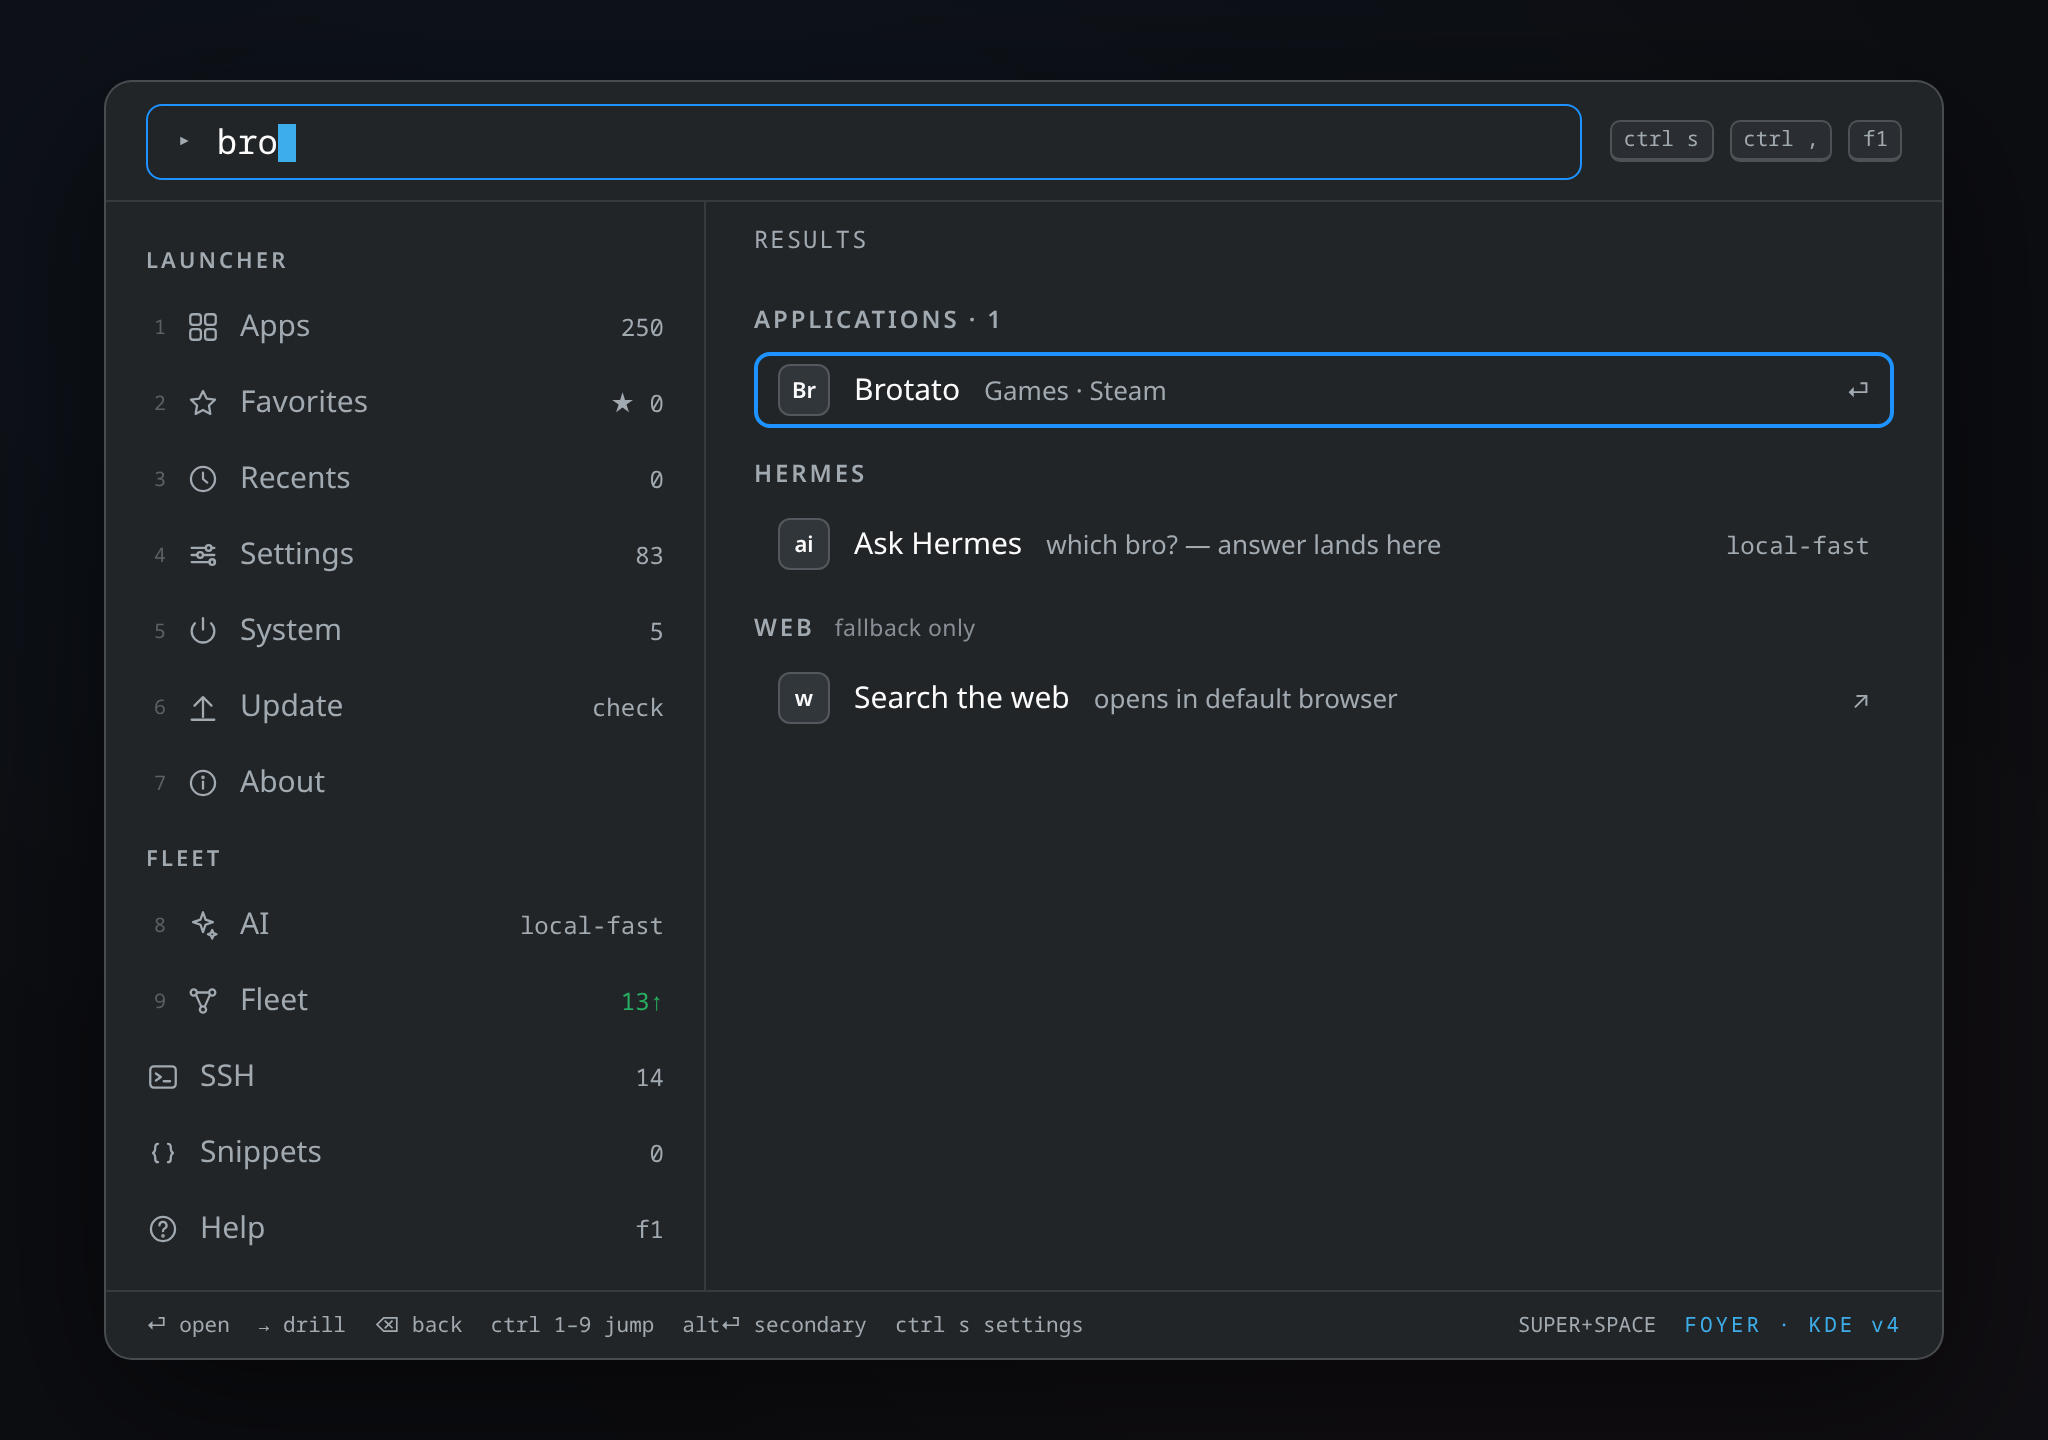 ▸ bro
ctrl s ctrl , f1
LAUNCHER
1 Apps 250
2 Favorites ★ 0
3 Recents 0
4 Settings 83
5 System 5
6 Update check
7 About
FLEET
8 AI local-fast
9 Fleet 13↑
SSH 14
Snippets 0
Help f1
RESULTS
APPLICATIONS · 1
Br Brotato Games · Steam ⏎
HERMES
ai Ask Hermes which bro? — answer lands here local-fast
WEB fallback only
w Search the web opens in default browser ↗
⏎ open → drill ⌫ back ctrl 1–9 jump alt⏎ secondary ctrl s settings
SUPER+SPACE FOYER · KDE v4